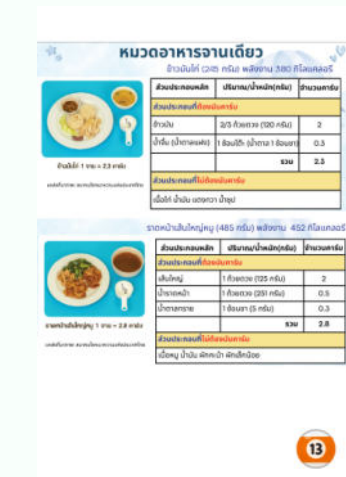 หมวดอาหารจานเดียว
ข้าวมันไก่ (245 กรัม) พลังงาน 380 กิโลแคลอรี
ส่วนประกอบหลัก ปริมาณ/น้ำหนัก(กรัม) จำนวนคาร์บ
ส่วนประกอบที่ต้องนับคาร์บ
ข้าวมัน 2/3 ถ้วยตวง (120 กรัม) 2
น้ำจิ้ม (น้ำตาลแฝง) 1 ช้อนโต๊ะ (น้ำตาล 1 ช้อนชา) 0.3
รวม 2.3
ส่วนประกอบที่ไม่ต้องนับคาร์บ
เนื้อไก่ น้ำมัน แตงกวา น้ำซุป
ข้าวมันไก่ 1 จาน = 2.3 คาร์บ
ราดหน้าเส้นใหญ่หมู (485 กรัม) พลังงาน 452 กิโลแคลอรี
ส่วนประกอบหลัก ปริมาณ/น้ำหนัก(กรัม) จำนวนคาร์บ
ส่วนประกอบที่ต้องนับคาร์บ
เส้นใหญ่ 1 ถ้วยตวง (125 กรัม) 2
น้ำราดหน้า 1 ถ้วยตวง (251 กรัม) 0.5
น้ำตาลทราย 1 ช้อนชา (5 กรัม) 0.3
รวม 2.8
ส่วนประกอบที่ไม่ต้องนับคาร์บ
เนื้อหมู น้ำมัน ผักคะน้า ผักเล็กน้อย
ราดหน้าเส้นใหญ่หมู 1 จาน = 2.8 คาร์บ
13